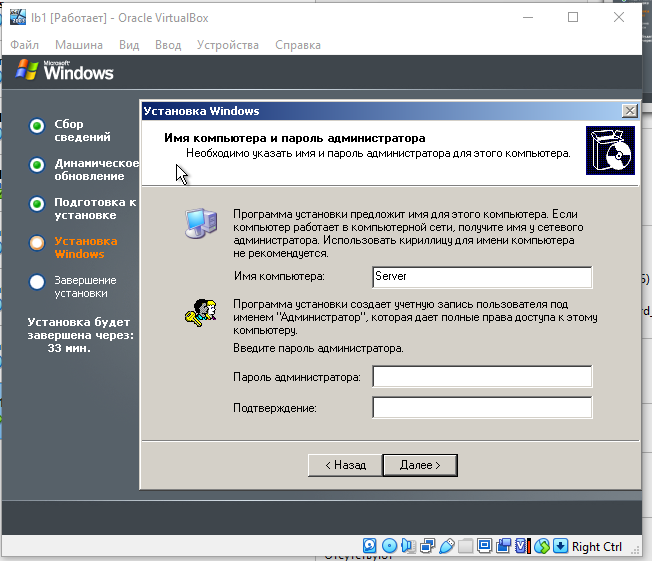 lb1 [Работает] - Oracle VirtualBox
Файл Машина Вид Ввод Устройства Справка
Microsoft
Windows
Сбор
сведений
Динамическое
обновление
Подготовка к
установке
Установка
Windows
Завершение
установки
Установка будет
завершена через:
33 мин.
Установка Windows
Имя компьютера и пароль администратора
Необходимо указать имя и пароль администратора для этого компьютера.
Программа установки предложит имя для этого компьютера. Если
компьютер работает в компьютерной сети, получите имя у сетевого
администратора. Использовать кириллицу для имени компьютера
не рекомендуется.
Имя компьютера: Server
Программа установки создает учетную запись пользователя под
именем "Администратор", которая дает полные права доступа к этому
компьютеру.
Введите пароль администратора.
Пароль администратора:
Подтверждение:
< Назад Далее >
Right Ctrl